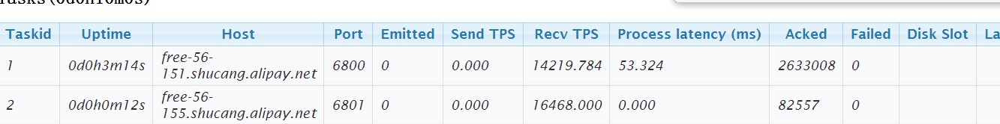 Taskid Uptime Host Port Emitted Send TPS Recv TPS Process latency (ms) Acked Failed Disk Slot La
1 0d0h3m14s free-56-
151.shucang.alipay.net 6800 0 0.000 14219.784 53.324 2633008 0
2 0d0h0m12s free-56-
155.shucang.alipay.net 6801 0 0.000 16468.000 0.000 82557 0